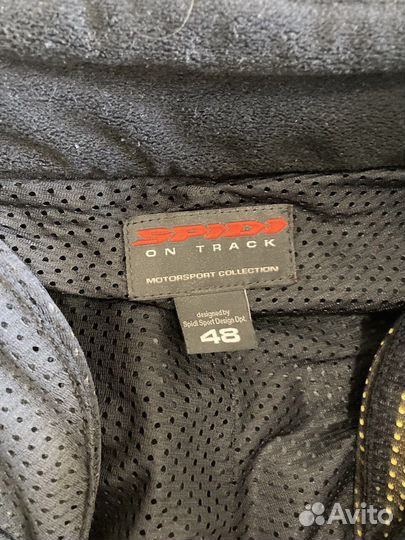 SPIDI
ON TRACK
MOTORSPORT COLLECTION
designed by
Spidi Sport Design Dpt.
48
Avito